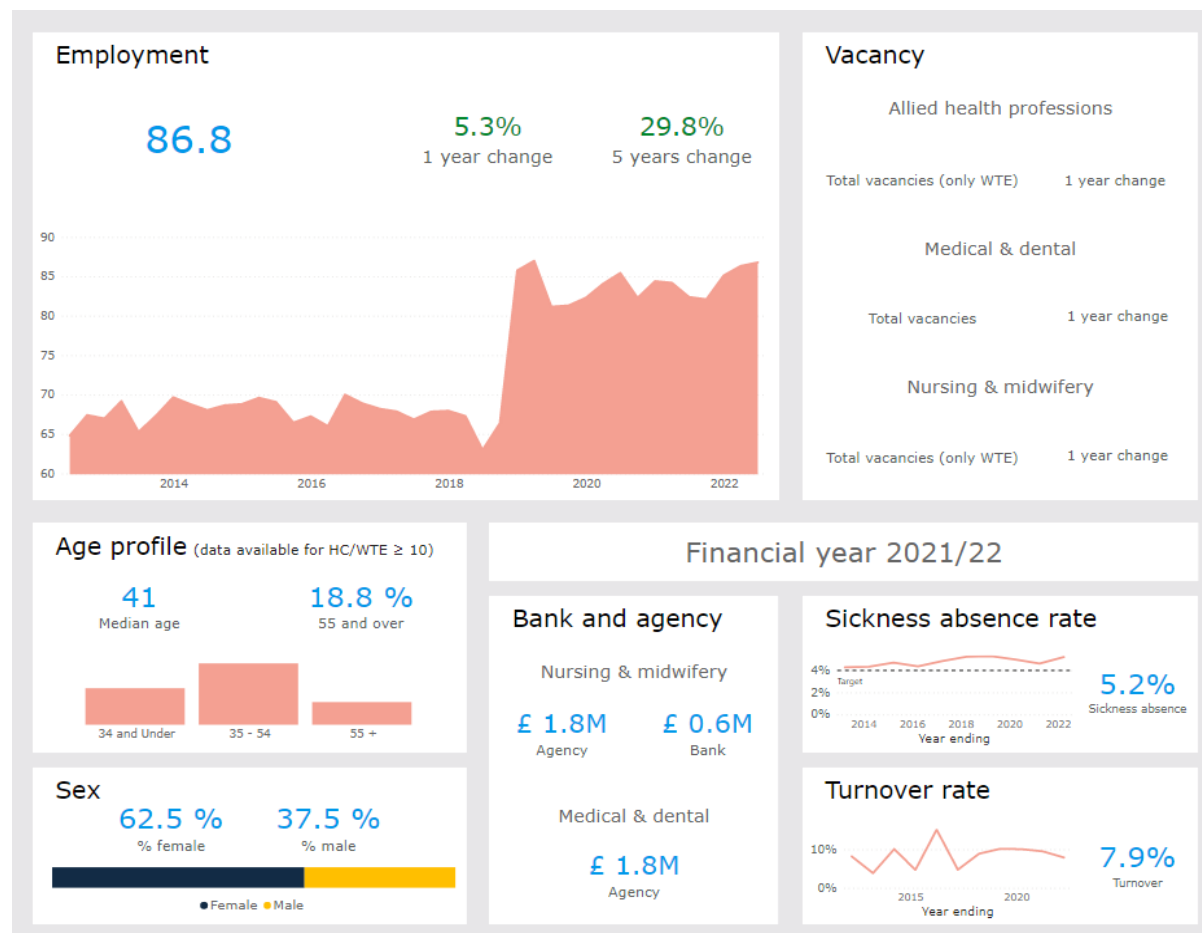 Employment
86.8
5.3%
1 year change
29.8%
5 years change
90
85
80
75
70
65
60
2014 2016 2018 2020 2022
Vacancy
Allied health professions
Total vacancies (only WTE) 1 year change
Medical & dental
Total vacancies 1 year change
Nursing & midwifery
Total vacancies (only WTE) 1 year change
Age profile (data available for HC/WTE ≥ 10)
41
Median age
18.8 %
55 and over
34 and Under 35 - 54 55 +
Sex
62.5 %
% female
37.5 %
% male
Female Male
Financial year 2021/22
Bank and agency
Nursing & midwifery
£ 1.8M
Agency
£ 0.6M
Bank
Medical & dental
£ 1.8M
Agency
Sickness absence rate
4%
Target
2%
0%
2014 2016 2018 2020 2022
Year ending
5.2%
Sickness absence
Turnover rate
10%
0%
2015 2020
Year ending
7.9%
Turnover